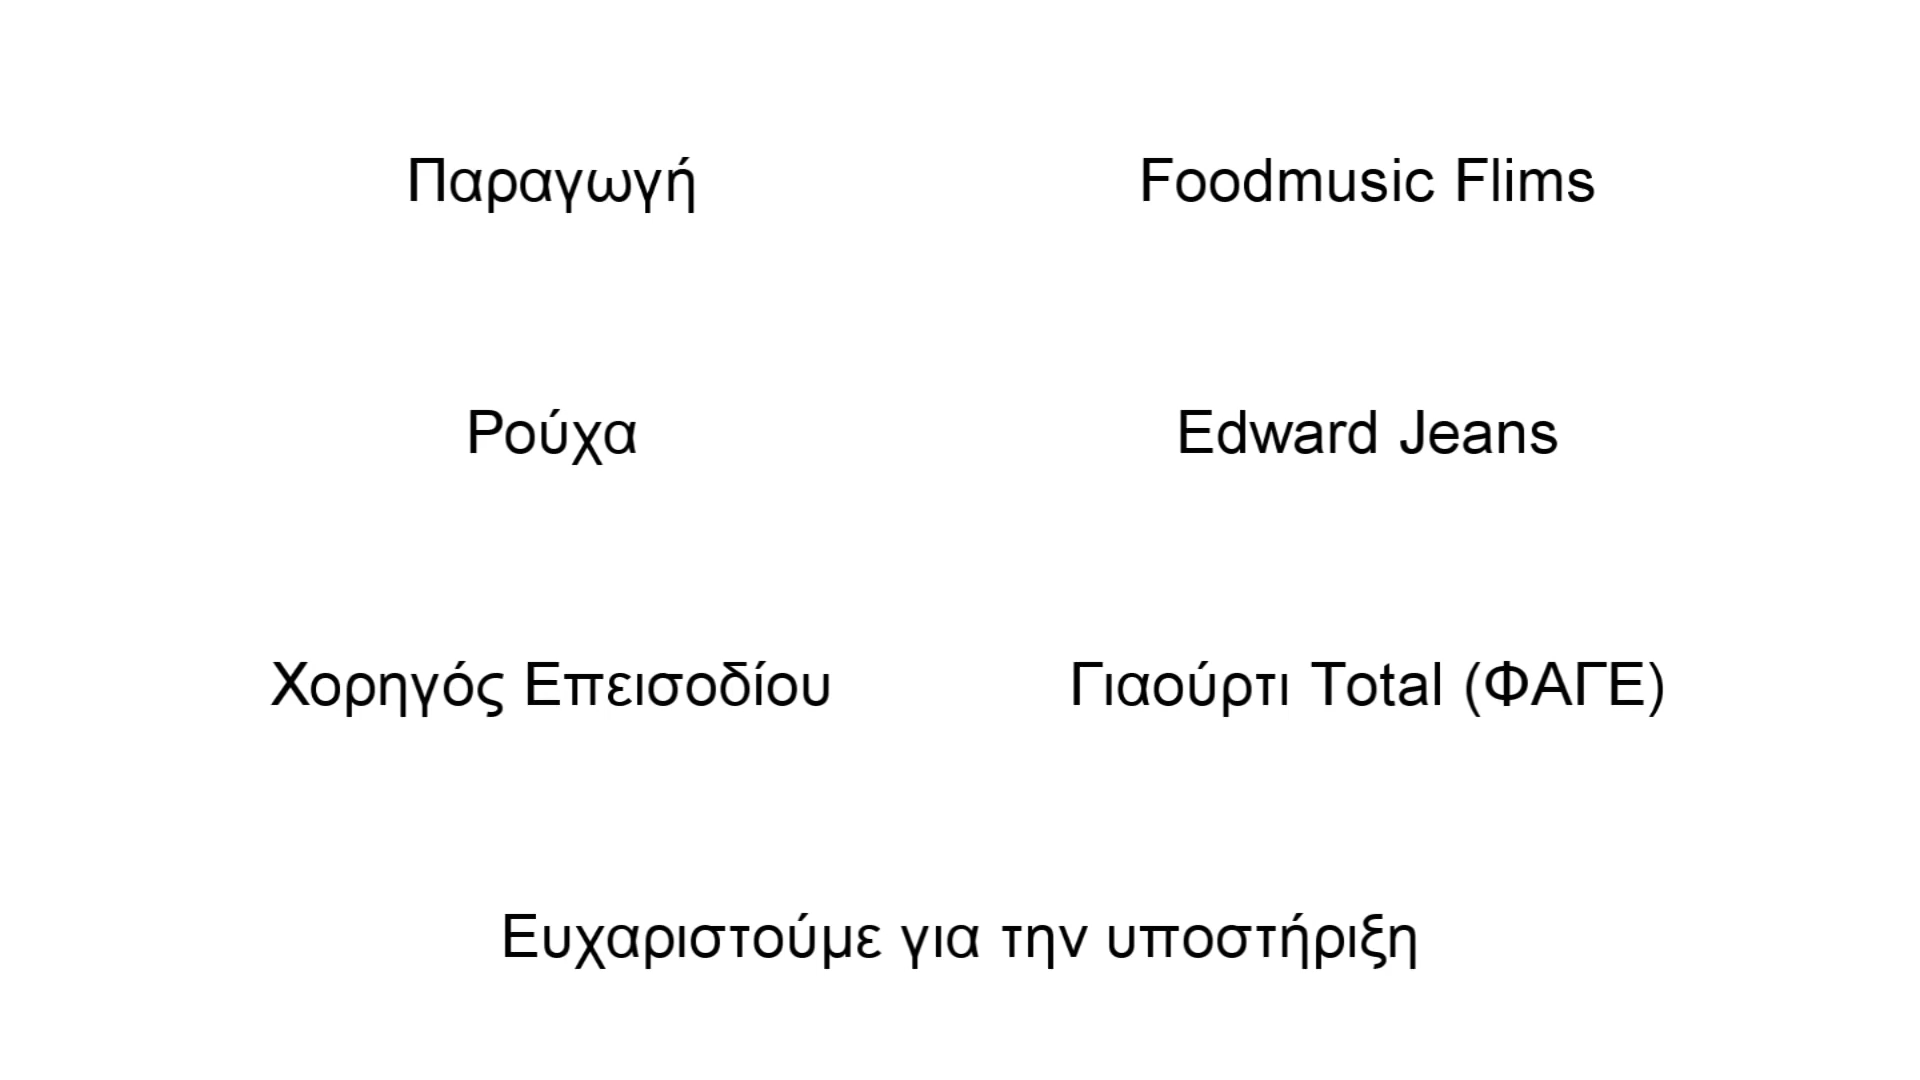 Παραγωγή Foodmusic Flims
Ρούχα Edward Jeans
Χορηγός Επεισοδίου Γιαούρτι Total (ΦΑΓΕ)
Ευχαριστούμε για την υποστήριξη